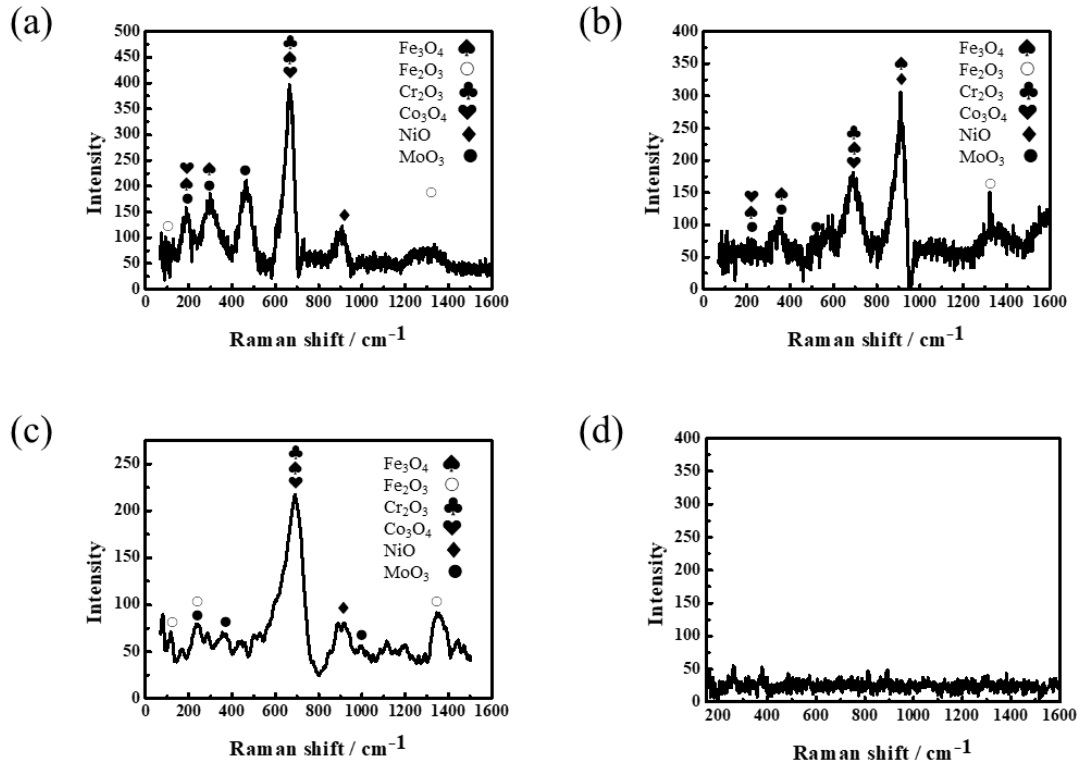 (a)
500
450
400
350
300
250
200
150
100
50
0
Intensity
0 200 400 600 800 1000 1200 1400 1600
Raman shift / cm⁻¹
Fe₃O₄ ♠
Fe₂O₃ ○
Cr₂O₃ ♣
Co₃O₄ ♥
NiO ♦
MoO₃ ●
(b)
400
350
300
250
200
150
100
50
0
Intensity
0 200 400 600 800 1000 1200 1400 1600
Raman shift / cm⁻¹
Fe₃O₄ ♠
Fe₂O₃ ○
Cr₂O₃ ♣
Co₃O₄ ♥
NiO ♦
MoO₃ ●
(c)
250
200
150
100
50
0
Intensity
0 200 400 600 800 1000 1200 1400 1600
Raman shift / cm⁻¹
Fe₃O₄ ♠
Fe₂O₃ ○
Cr₂O₃ ♣
Co₃O₄ ♥
NiO ♦
MoO₃ ●
(d)
400
350
300
250
200
150
100
50
0
Intensity
200 400 600 800 1000 1200 1400 1600
Raman shift / cm⁻¹